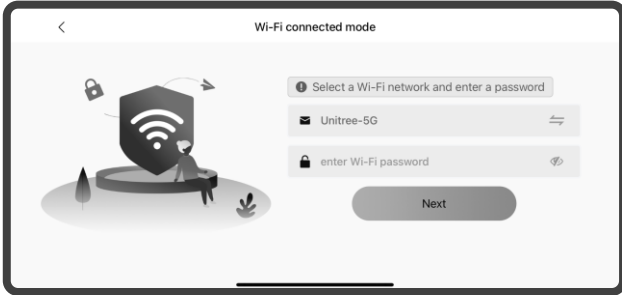 Wi-Fi connected mode
Select a Wi-Fi network and enter a password
Unitree-5G
enter Wi-Fi password
Next